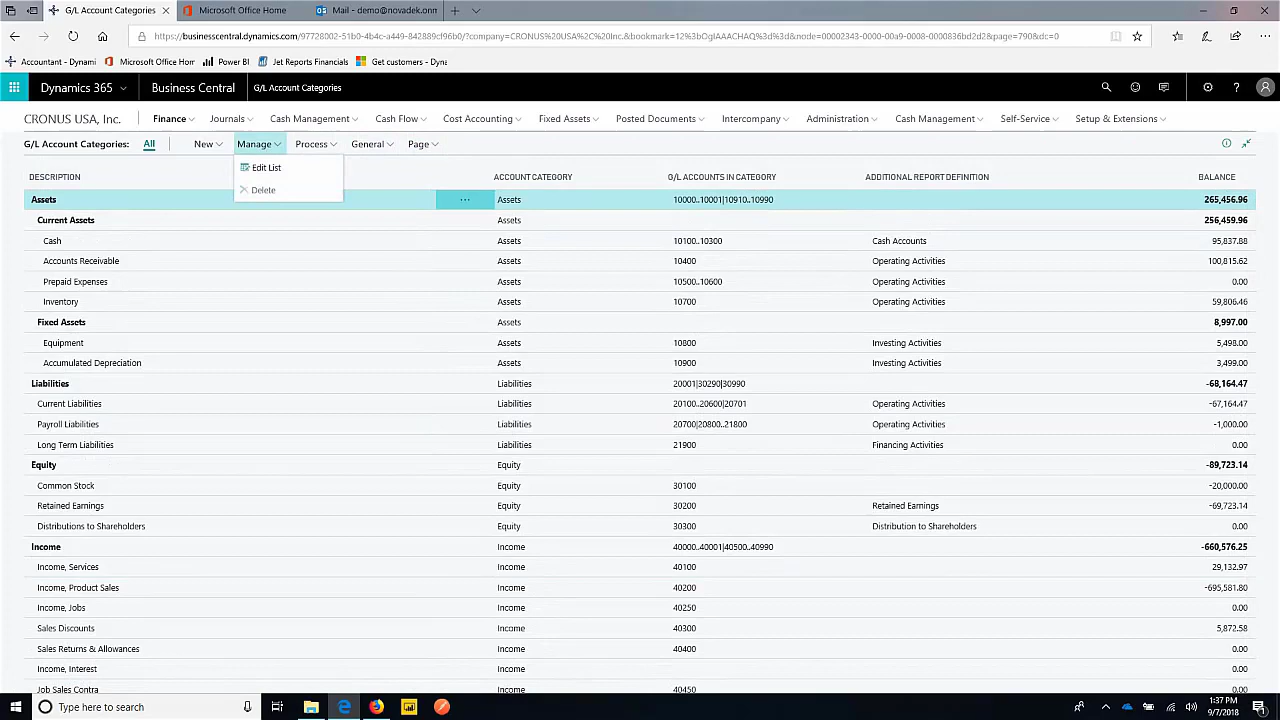 G/L Account Categories
Microsoft Office Home
Mail - demo@novadek.onm
https://businesscentral.dynamics.com/97728002-51b0-4b4c-a449-842889cf96b0/?company=CRONUS%20USA%2C%20Inc.&bookmark=12%3bCgIAAACHAQ%3d%3d&node=00002343-0000-00a9-0008-0000836bd2d2&page=790&dc=0
Accountant - Dynami
Microsoft Office Hom
Power BI
Jet Reports Financials
Get customers - Dyna
Dynamics 365
Business Central
G/L Account Categories
CRONUS USA, Inc.
Finance
Journals
Cash Management
Cash Flow
Cost Accounting
Fixed Assets
Posted Documents
Intercompany
Administration
Cash Management
Self-Service
Setup & Extensions
G/L Account Categories:
All
New
Manage
Process
General
Page
Edit List
Delete
DESCRIPTION ACCOUNT CATEGORY G/L ACCOUNTS IN CATEGORY ADDITIONAL REPORT DEFINITION BALANCE
Assets ... Assets 10000..10001|10910..10990 265,456.96
Current Assets Assets 256,459.96
Cash Assets 10100..10300 Cash Accounts 95,837.88
Accounts Receivable Assets 10400 Operating Activities 100,815.62
Prepaid Expenses Assets 10500..10600 Operating Activities 0.00
Inventory Assets 10700 Operating Activities 59,806.46
Fixed Assets Assets 8,997.00
Equipment Assets 10800 Investing Activities 5,498.00
Accumulated Depreciation Assets 10900 Investing Activities 3,499.00
Liabilities Liabilities 20001|30290|30990 -68,164.47
Current Liabilities Liabilities 20100..20600|20701 Operating Activities -67,164.47
Payroll Liabilities Liabilities 20700|20800..21800 Operating Activities -1,000.00
Long Term Liabilities Liabilities 21900 Financing Activities 0.00
Equity Equity -89,723.14
Common Stock Equity 30100 -20,000.00
Retained Earnings Equity 30200 Retained Earnings -69,723.14
Distributions to Shareholders Equity 30300 Distribution to Shareholders 0.00
Income Income 40000..40001|40500..40990 -660,576.25
Income, Services Income 40100 29,132.97
Income, Product Sales Income 40200 -695,581.80
Income, Jobs Income 40250 0.00
Sales Discounts Income 40300 5,872.58
Sales Returns & Allowances Income 40400 0.00
Income, Interest Income 0.00
Job Sales Contra Income 40450 0.00
Type here to search
1:37 PM
9/7/2018